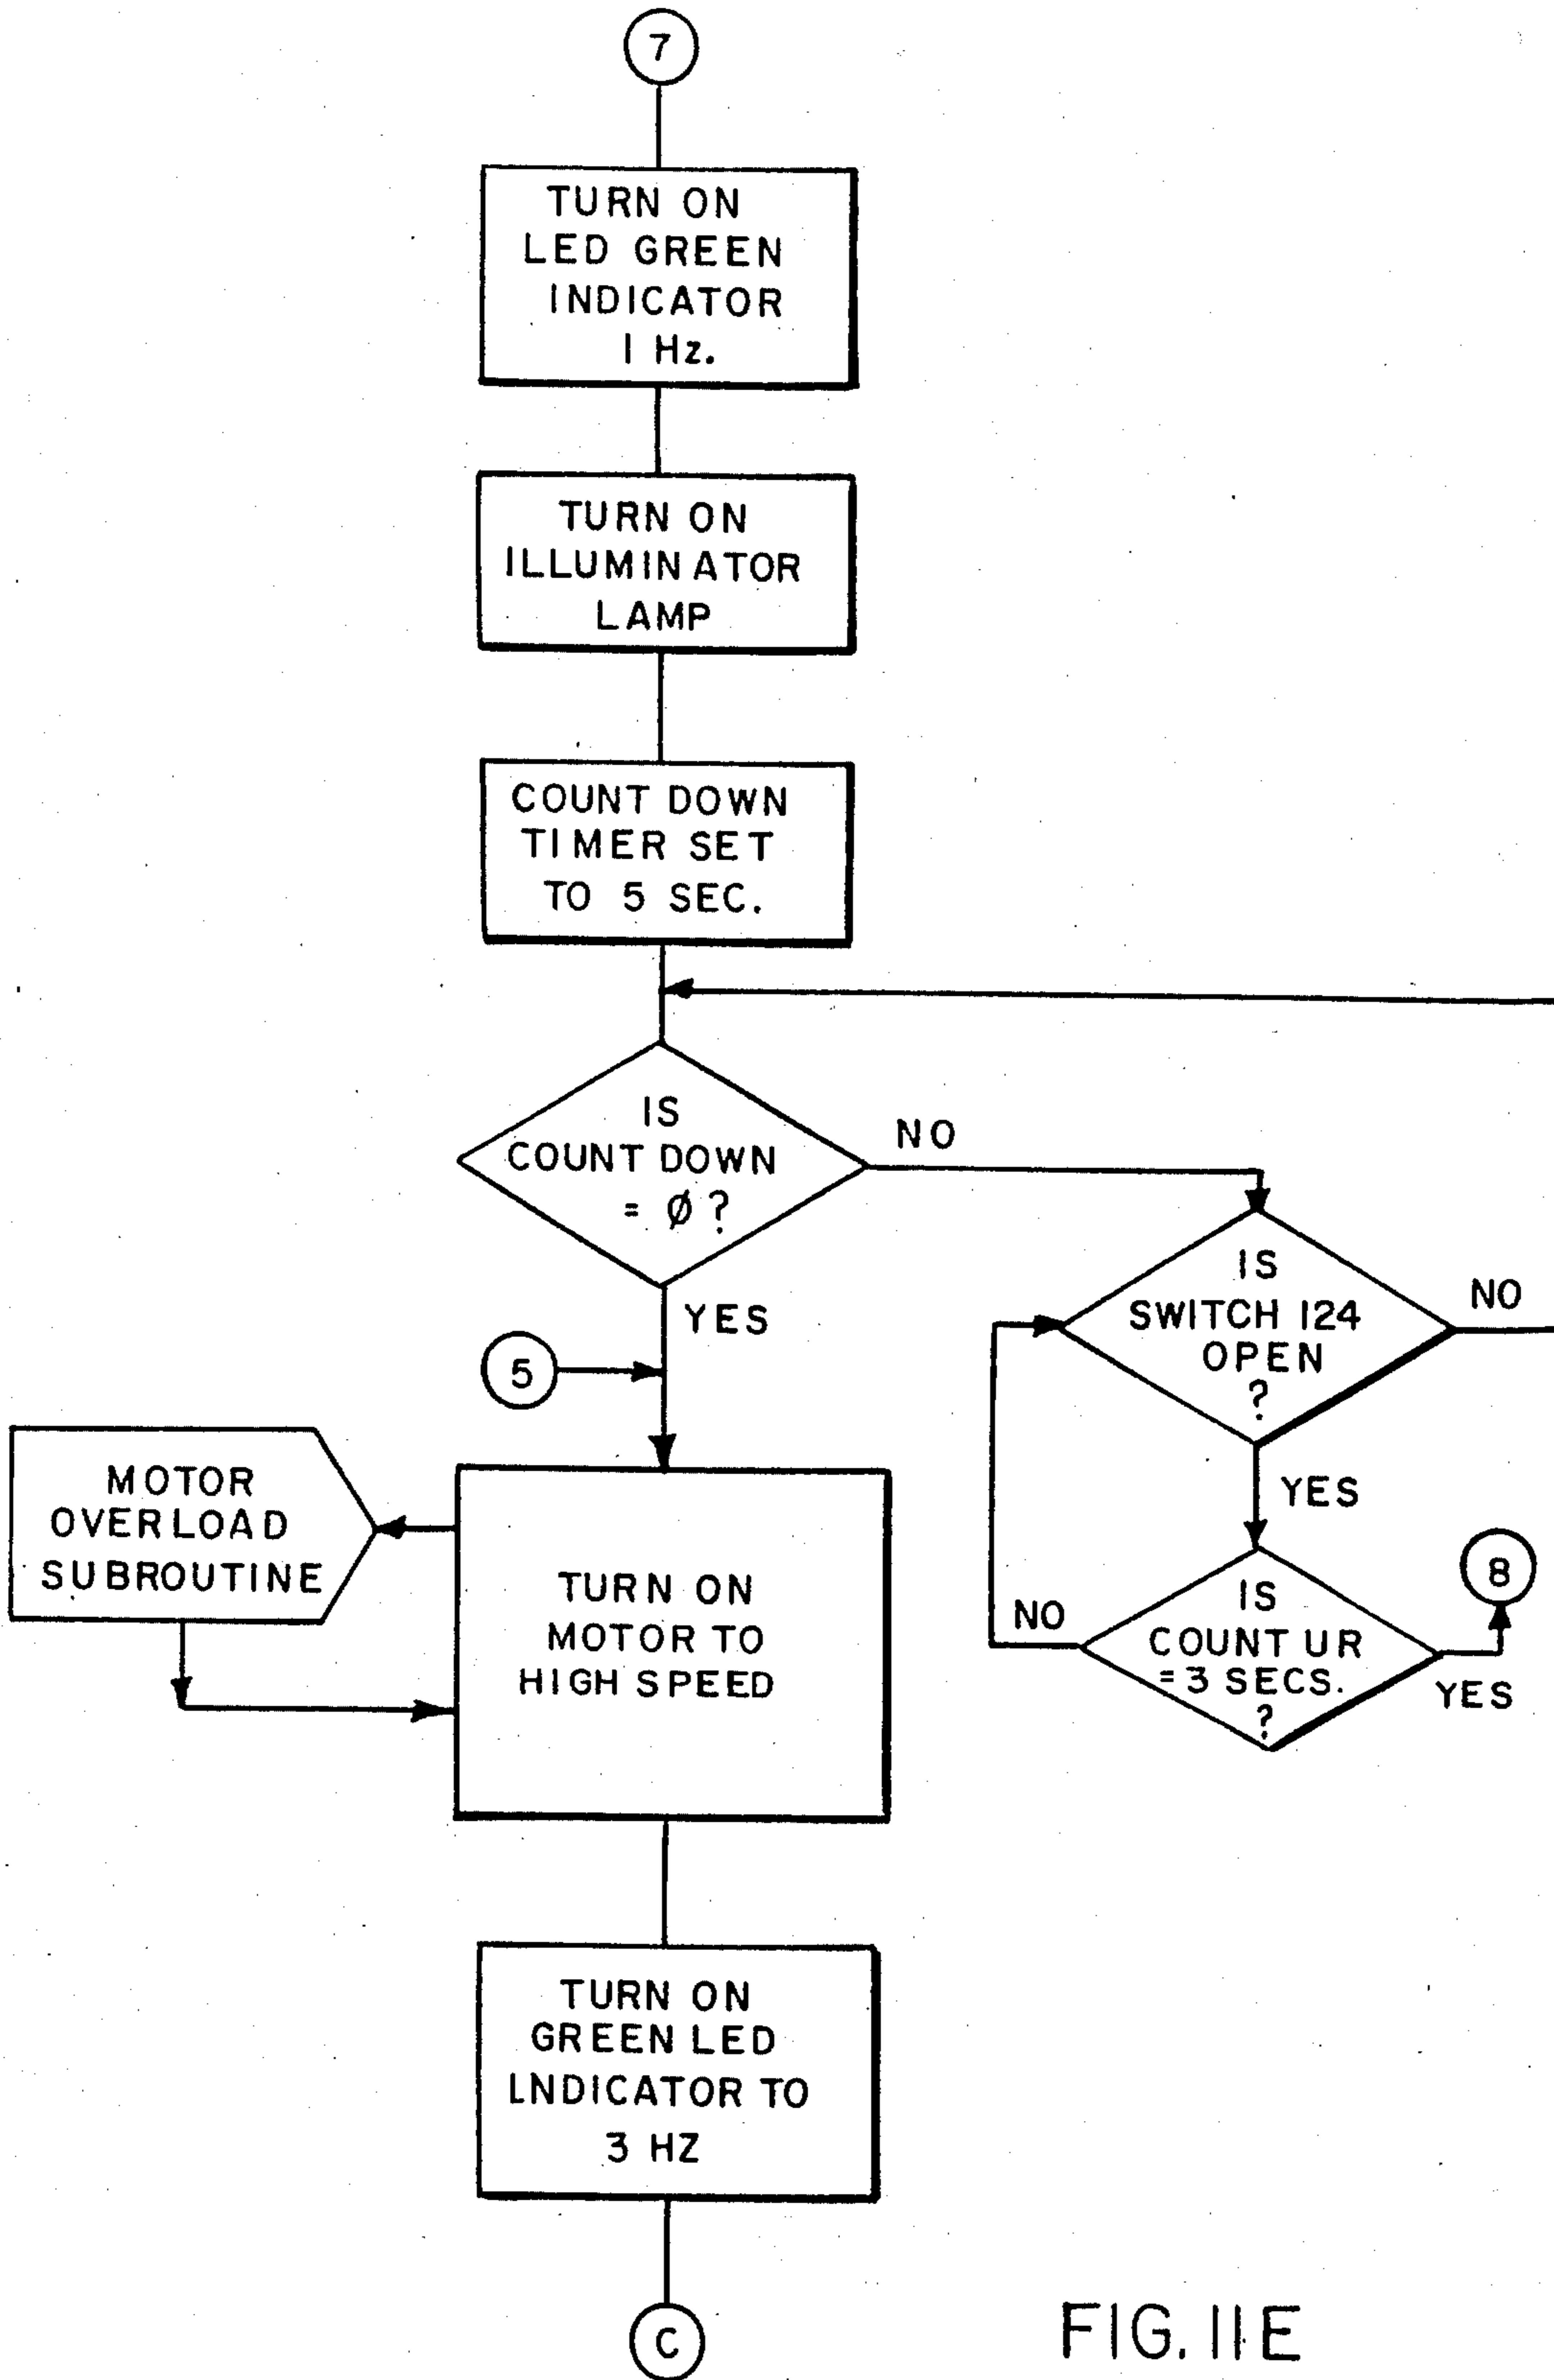 7
TURN ON
LED GREEN
INDICATOR
1 Hz.
TURN ON
ILLUMINATOR
LAMP
COUNT DOWN
TIMER SET
TO 5 SEC.
IS
COUNT DOWN
= Ø ?
NO
YES
5
IS
SWITCH 124
OPEN
?
NO
YES
MOTOR
OVERLOAD
SUBROUTINE
TURN ON
MOTOR TO
HIGH SPEED
IS
COUNT UR
=3 SECS.
?
NO
YES
8
TURN ON
GREEN LED
LNDICATOR TO
3 HZ
C
FIG. 11E